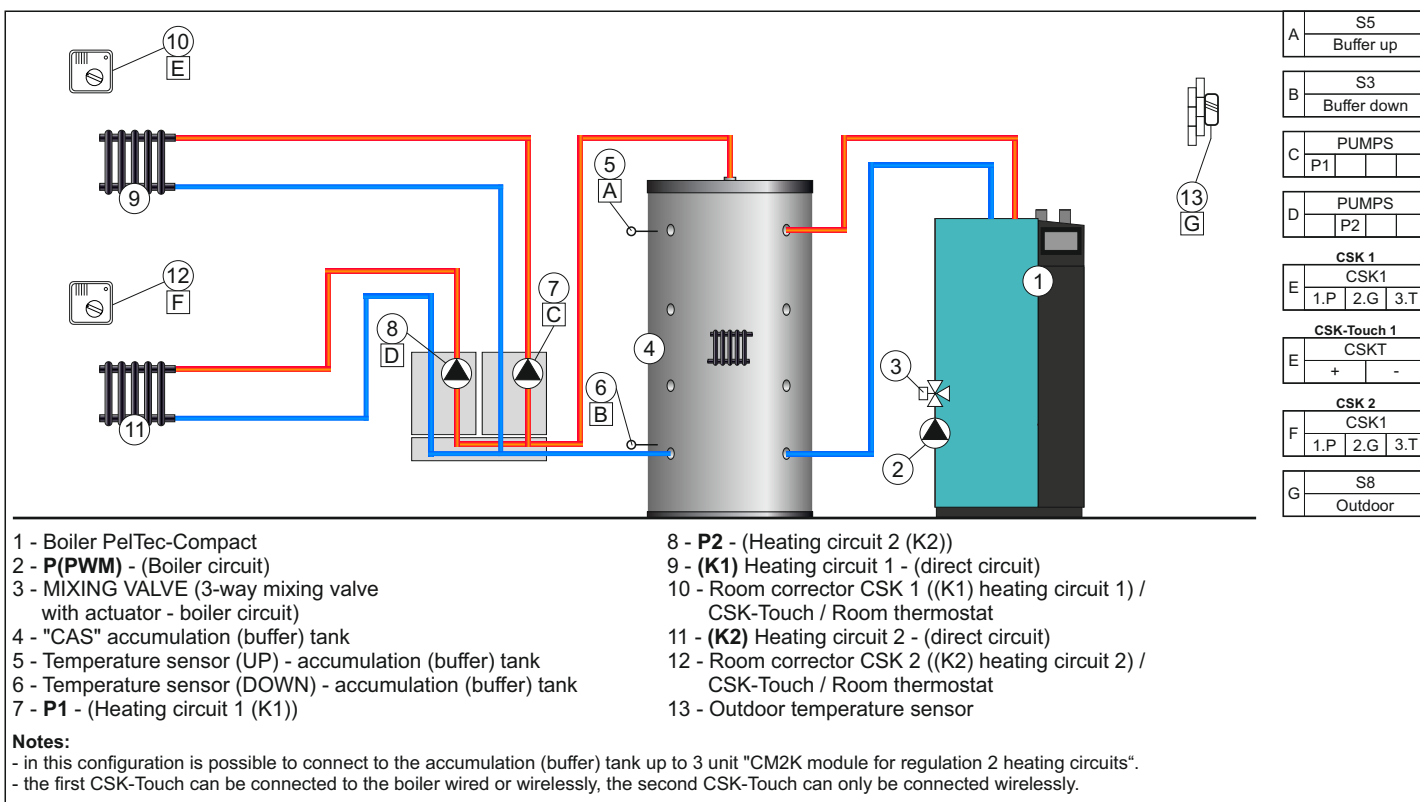 10
E
9
12
F
11
8
D
7
C
5
A
6
B
4
3
2
1
13
G
A
S5
Buffer up
B
S3
Buffer down
C
PUMPS
P1
D
PUMPS
P2
CSK 1
E
CSK1
1.P 2.G 3.T
CSK-Touch 1
E
CSKT
+ -
CSK 2
F
CSK1
1.P 2.G 3.T
G
S8
Outdoor
1 - Boiler PelTec-Compact
2 - P(PWM) - (Boiler circuit)
3 - MIXING VALVE (3-way mixing valve
with actuator - boiler circuit)
4 - "CAS" accumulation (buffer) tank
5 - Temperature sensor (UP) - accumulation (buffer) tank
6 - Temperature sensor (DOWN) - accumulation (buffer) tank
7 - P1 - (Heating circuit 1 (K1))
8 - P2 - (Heating circuit 2 (K2))
9 - (K1) Heating circuit 1 - (direct circuit)
10 - Room corrector CSK 1 ((K1) heating circuit 1) /
CSK-Touch / Room thermostat
11 - (K2) Heating circuit 2 - (direct circuit)
12 - Room corrector CSK 2 ((K2) heating circuit 2) /
CSK-Touch / Room thermostat
13 - Outdoor temperature sensor
Notes:
- in this configuration is possible to connect to the accumulation (buffer) tank up to 3 unit "CM2K module for regulation 2 heating circuits“.
- the first CSK-Touch can be connected to the boiler wired or wirelessly, the second CSK-Touch can only be connected wirelessly.